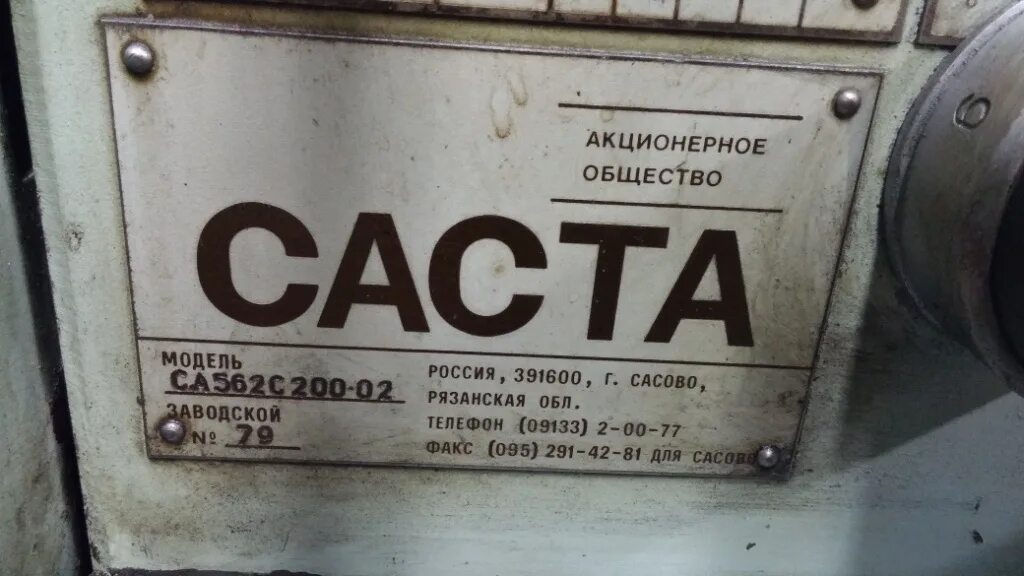 АКЦИОНЕРНОЕ
ОБЩЕСТВО
САСТА
МОДЕЛЬ
СА562С200-02
ЗАВОДСКОЙ
№ 79
РОССИЯ, 391600, Г. САСОВО,
РЯЗАНСКАЯ ОБЛ.
ТЕЛЕФОН (09133) 2-00-77
ФАКС (095) 291-42-81 ДЛЯ САСОВО
6